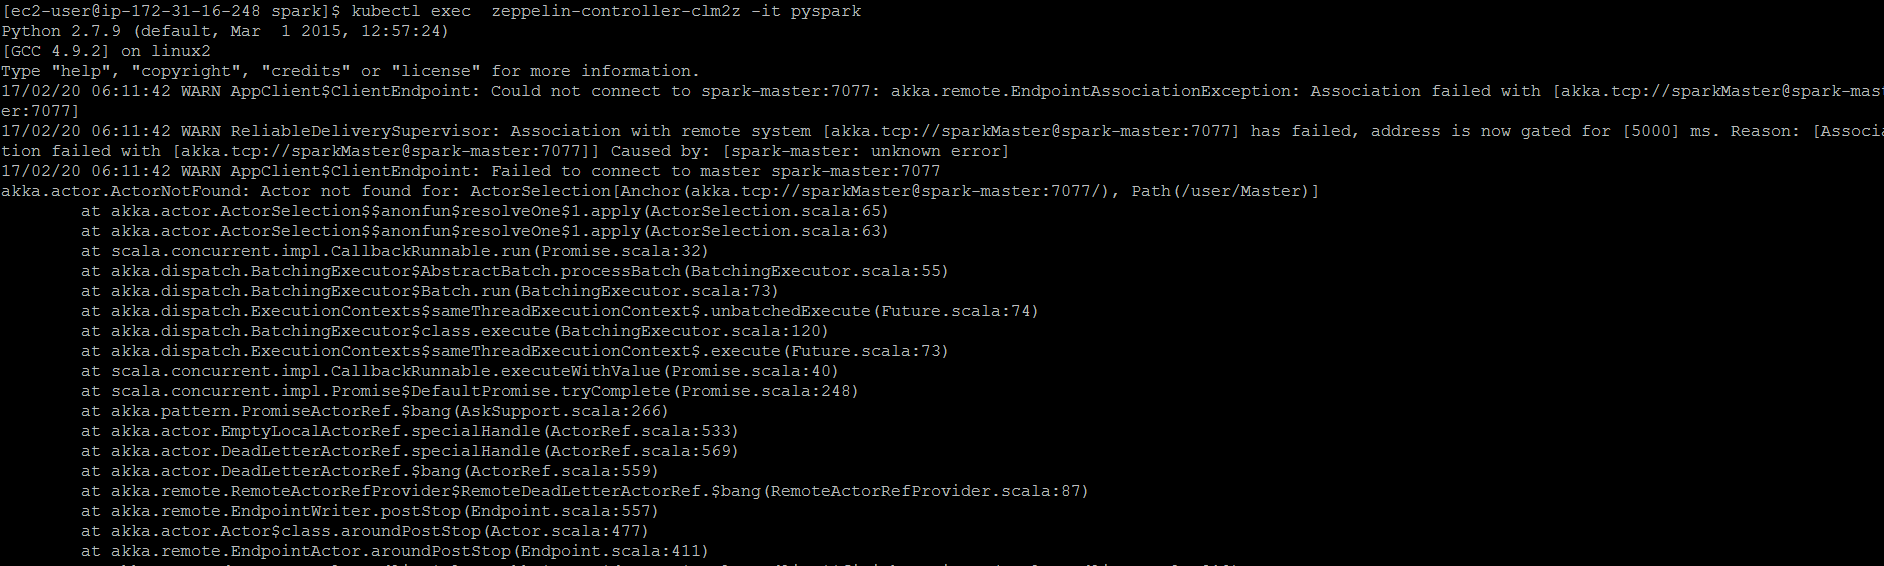 [ec2-user@ip-172-31-16-248 spark]$ kubectl exec  zeppelin-controller-clm2z -it pyspark
Python 2.7.9 (default, Mar  1 2015, 12:57:24)
[GCC 4.9.2] on linux2
Type "help", "copyright", "credits" or "license" for more information.
17/02/20 06:11:42 WARN AppClient$ClientEndpoint: Could not connect to spark-master:7077: akka.remote.EndpointAssociationException: Association failed with [akka.tcp://sparkMaster@spark-mast
er:7077]
17/02/20 06:11:42 WARN ReliableDeliverySupervisor: Association with remote system [akka.tcp://sparkMaster@spark-master:7077] has failed, address is now gated for [5000] ms. Reason: [Associa
tion failed with [akka.tcp://sparkMaster@spark-master:7077]] Caused by: [spark-master: unknown error]
17/02/20 06:11:42 WARN AppClient$ClientEndpoint: Failed to connect to master spark-master:7077
akka.actor.ActorNotFound: Actor not found for: ActorSelection[Anchor(akka.tcp://sparkMaster@spark-master:7077/), Path(/user/Master)]
        at akka.actor.ActorSelection$$anonfun$resolveOne$1.apply(ActorSelection.scala:65)
        at akka.actor.ActorSelection$$anonfun$resolveOne$1.apply(ActorSelection.scala:63)
        at scala.concurrent.impl.CallbackRunnable.run(Promise.scala:32)
        at akka.dispatch.BatchingExecutor$AbstractBatch.processBatch(BatchingExecutor.scala:55)
        at akka.dispatch.BatchingExecutor$Batch.run(BatchingExecutor.scala:73)
        at akka.dispatch.ExecutionContexts$sameThreadExecutionContext$.unbatchedExecute(Future.scala:74)
        at akka.dispatch.BatchingExecutor$class.execute(BatchingExecutor.scala:120)
        at akka.dispatch.ExecutionContexts$sameThreadExecutionContext$.execute(Future.scala:73)
        at scala.concurrent.impl.CallbackRunnable.executeWithValue(Promise.scala:40)
        at scala.concurrent.impl.Promise$DefaultPromise.tryComplete(Promise.scala:248)
        at akka.pattern.PromiseActorRef.$bang(AskSupport.scala:266)
        at akka.actor.EmptyLocalActorRef.specialHandle(ActorRef.scala:533)
        at akka.actor.DeadLetterActorRef.specialHandle(ActorRef.scala:569)
        at akka.actor.DeadLetterActorRef.$bang(ActorRef.scala:559)
        at akka.remote.RemoteActorRefProvider$RemoteDeadLetterActorRef.$bang(RemoteActorRefProvider.scala:87)
        at akka.remote.EndpointWriter.postStop(Endpoint.scala:557)
        at akka.actor.Actor$class.aroundPostStop(Actor.scala:477)
        at akka.remote.EndpointActor.aroundPostStop(Endpoint.scala:411)